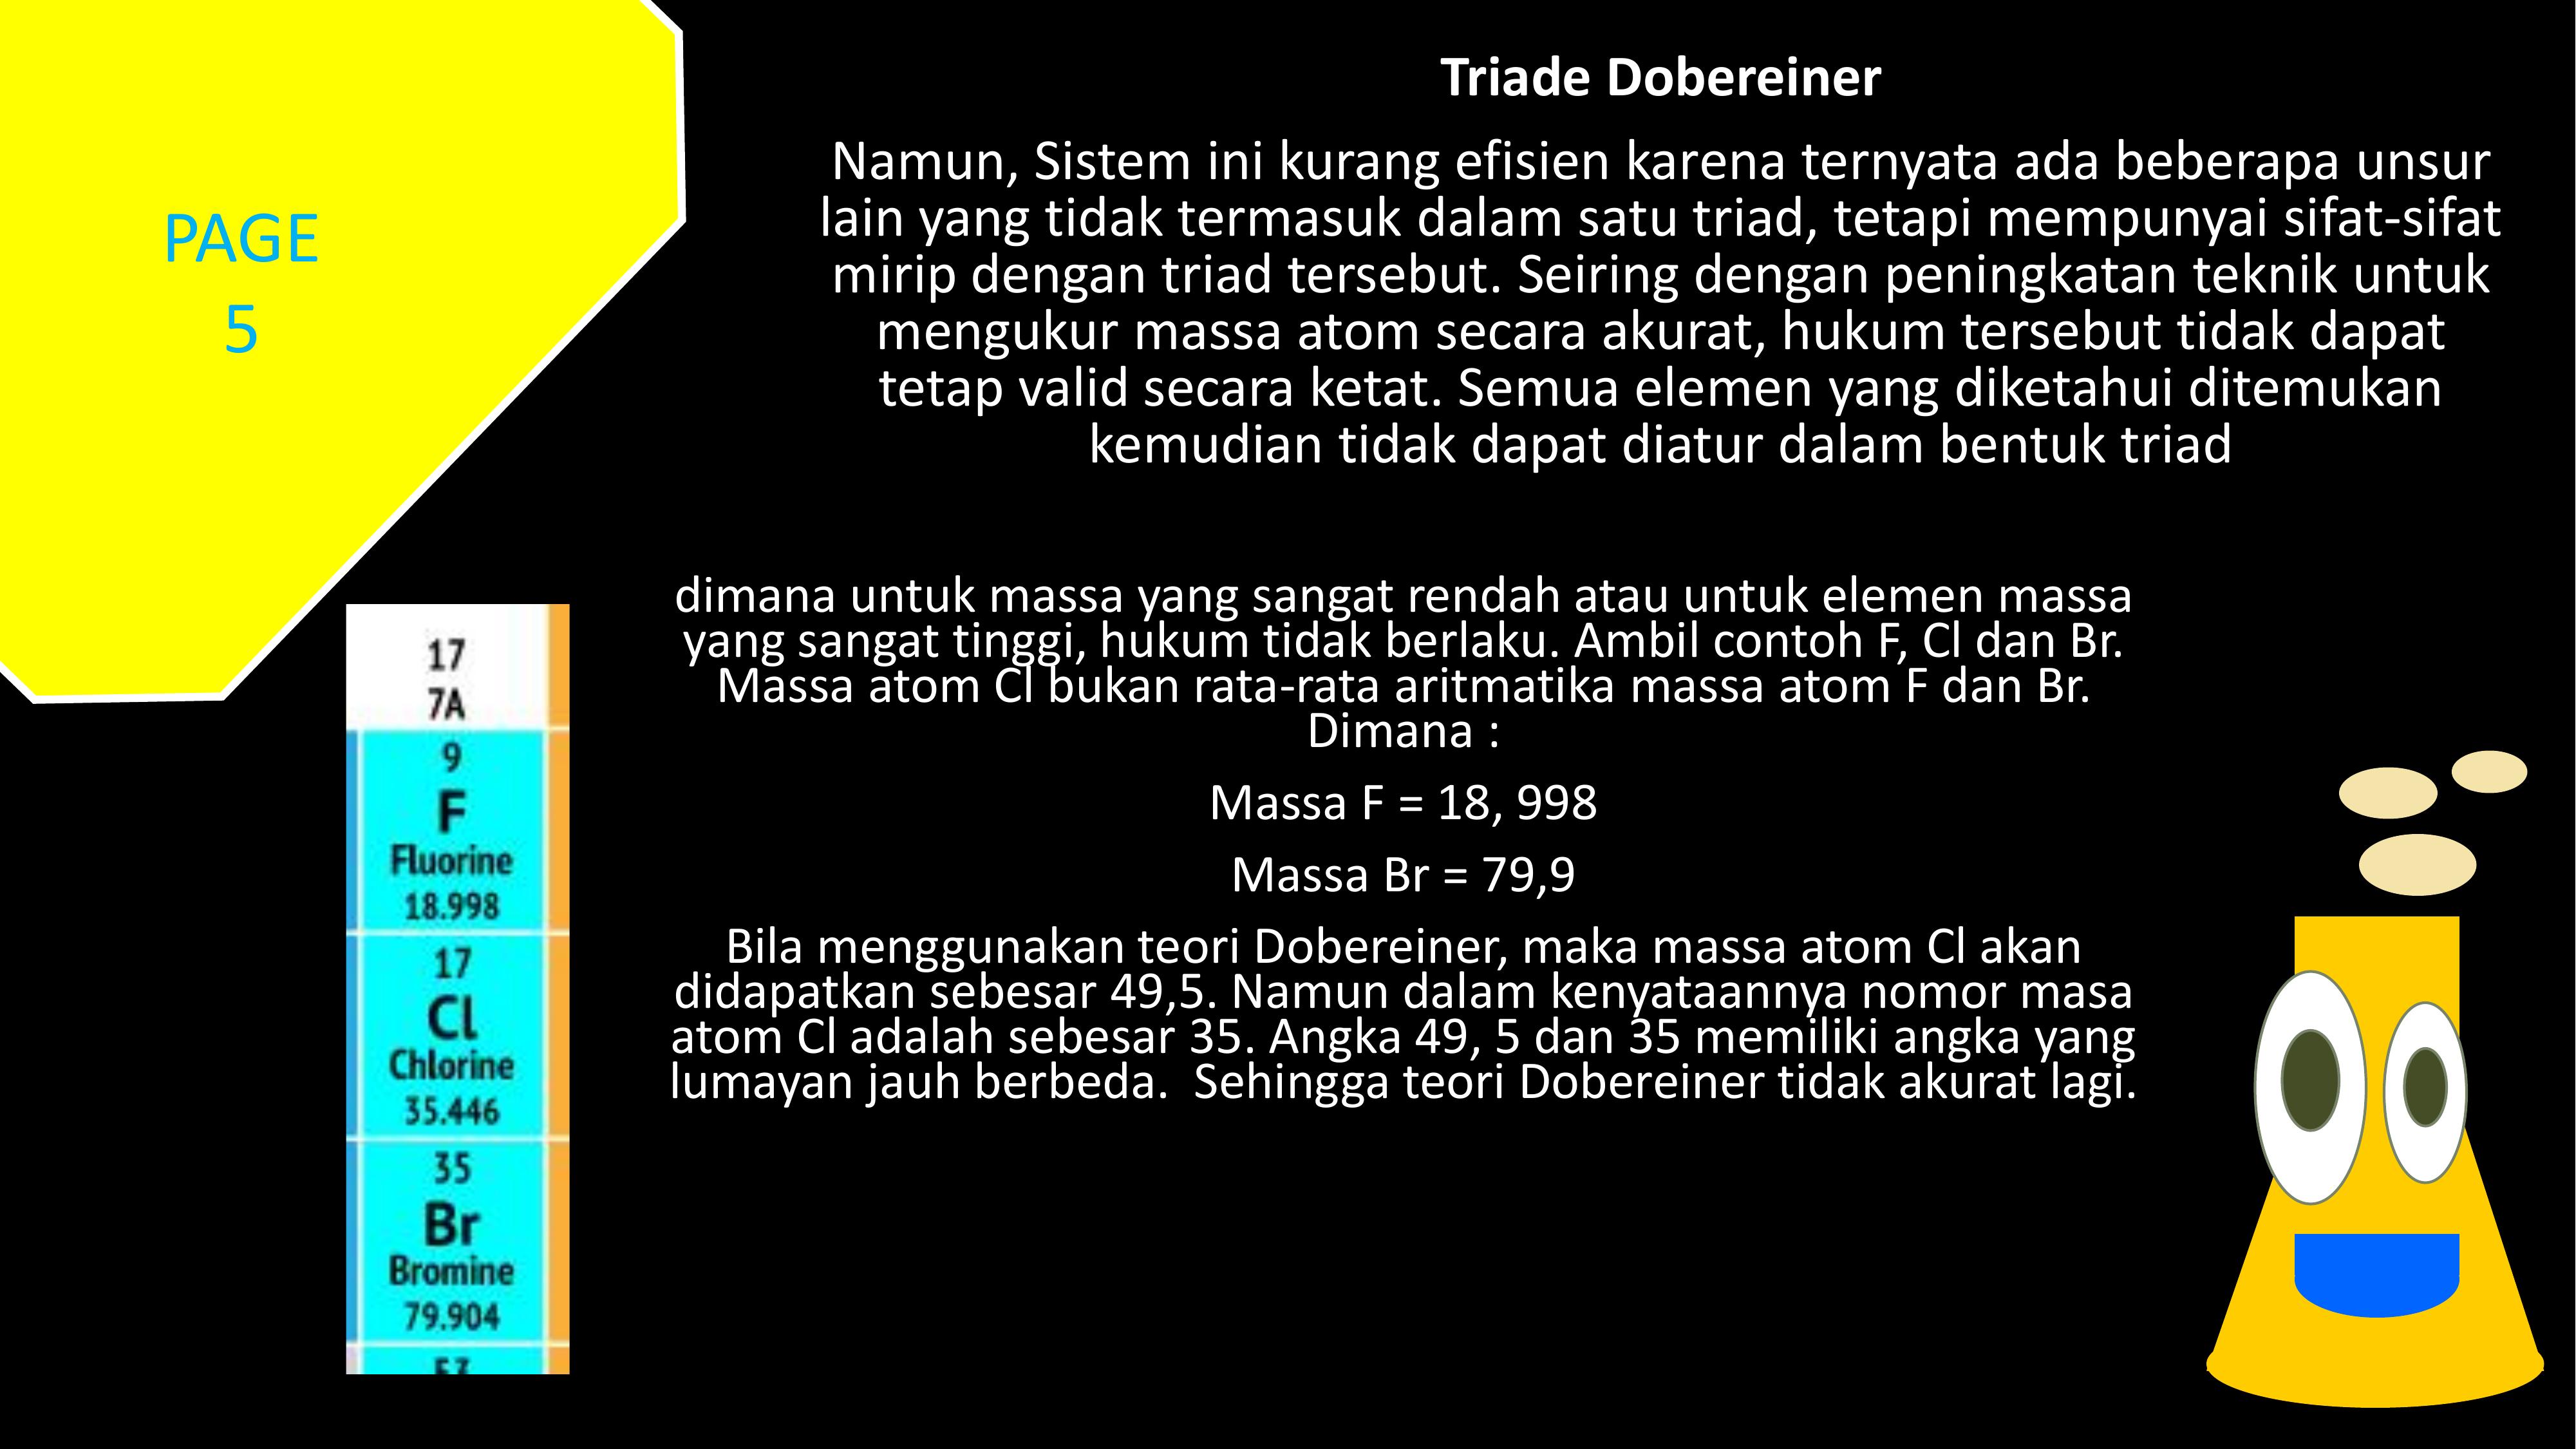 PAGE
5
Triade Dobereiner
Namun, Sistem ini kurang efisien karena ternyata ada beberapa unsur
lain yang tidak termasuk dalam satu triad, tetapi mempunyai sifat-sifat
mirip dengan triad tersebut. Seiring dengan peningkatan teknik untuk
mengukur massa atom secara akurat, hukum tersebut tidak dapat
tetap valid secara ketat. Semua elemen yang diketahui ditemukan
kemudian tidak dapat diatur dalam bentuk triad
dimana untuk massa yang sangat rendah atau untuk elemen massa
yang sangat tinggi, hukum tidak berlaku. Ambil contoh F, Cl dan Br.
Massa atom Cl bukan rata-rata aritmatika massa atom F dan Br.
Dimana :
Massa F = 18, 998
Massa Br = 79,9
Bila menggunakan teori Dobereiner, maka massa atom Cl akan
didapatkan sebesar 49,5. Namun dalam kenyataannya nomor masa
atom Cl adalah sebesar 35. Angka 49, 5 dan 35 memiliki angka yang
lumayan jauh berbeda.  Sehingga teori Dobereiner tidak akurat lagi.
17
7A
9
F
Fluorine
18.998
17
Cl
Chlorine
35.446
35
Br
Bromine
79.904